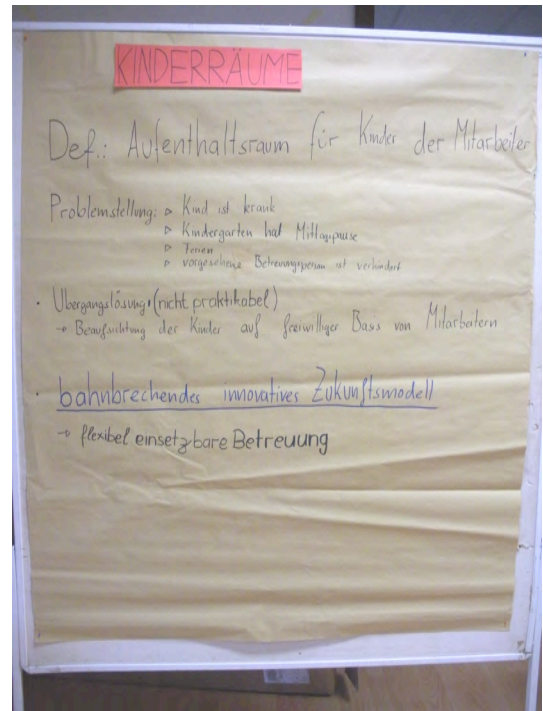 KINDERRÄUME
Def.: Aufenthaltsraum für Kinder der Mitarbeiter
Problemstellung: ▹ Kind ist krank
▹ Kindergarten hat Mittagspause
▹ Ferien
▹ vorgesehene Betreuungsperson ist verhindert
• Übergangslösung: (nicht praktikabel)
→ Beaufsichtung der Kinder auf freiwilliger Basis von Mitarbeitern
• bahnbrechendes innovatives Zukunftsmodell
→ flexibel einsetzbare Betreuung